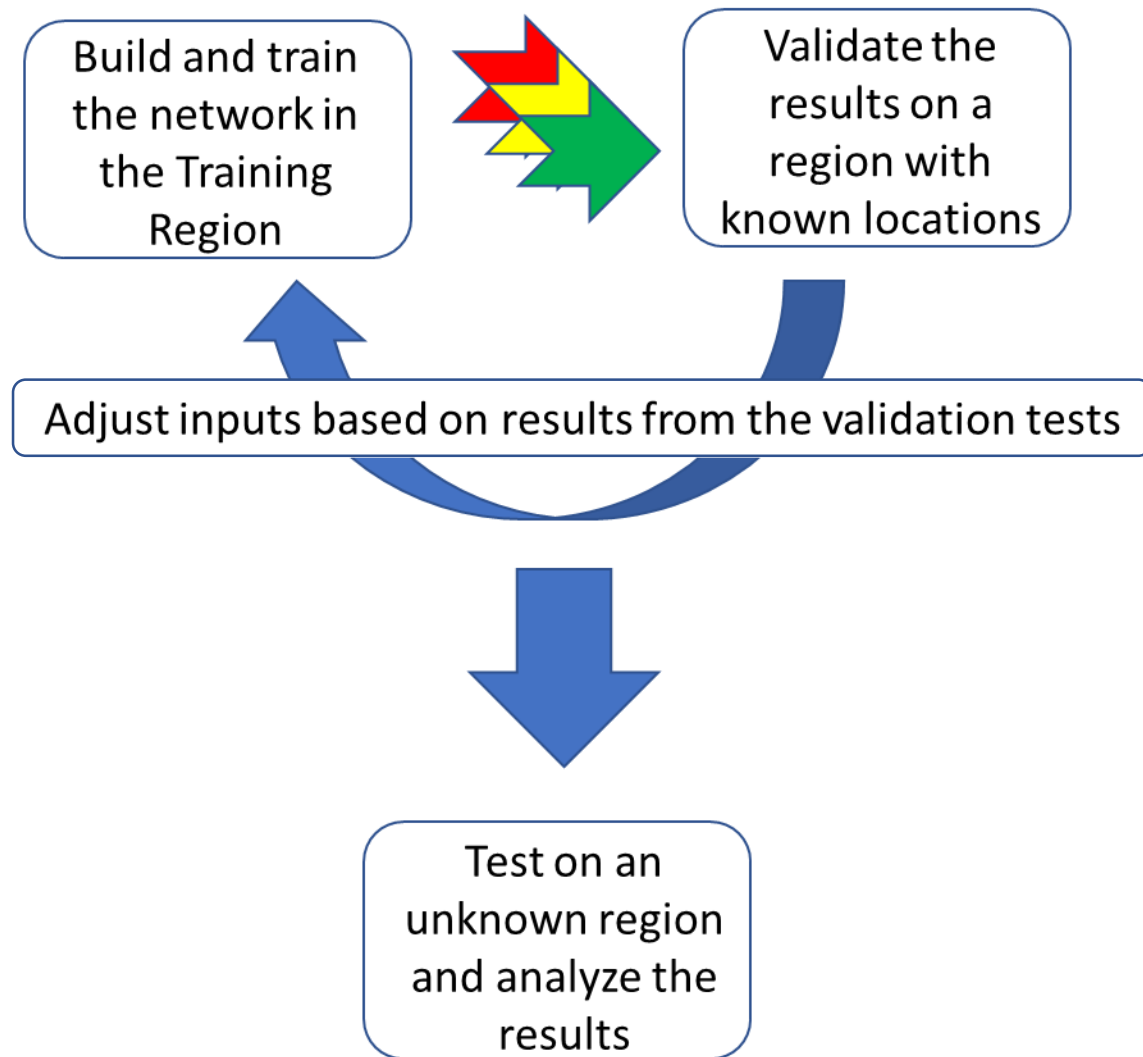 Build and train
the network in
the Training
Region
Validate the
results on a
region with
known locations
Adjust inputs based on results from the validation tests
Test on an
unknown region
and analyze the
results